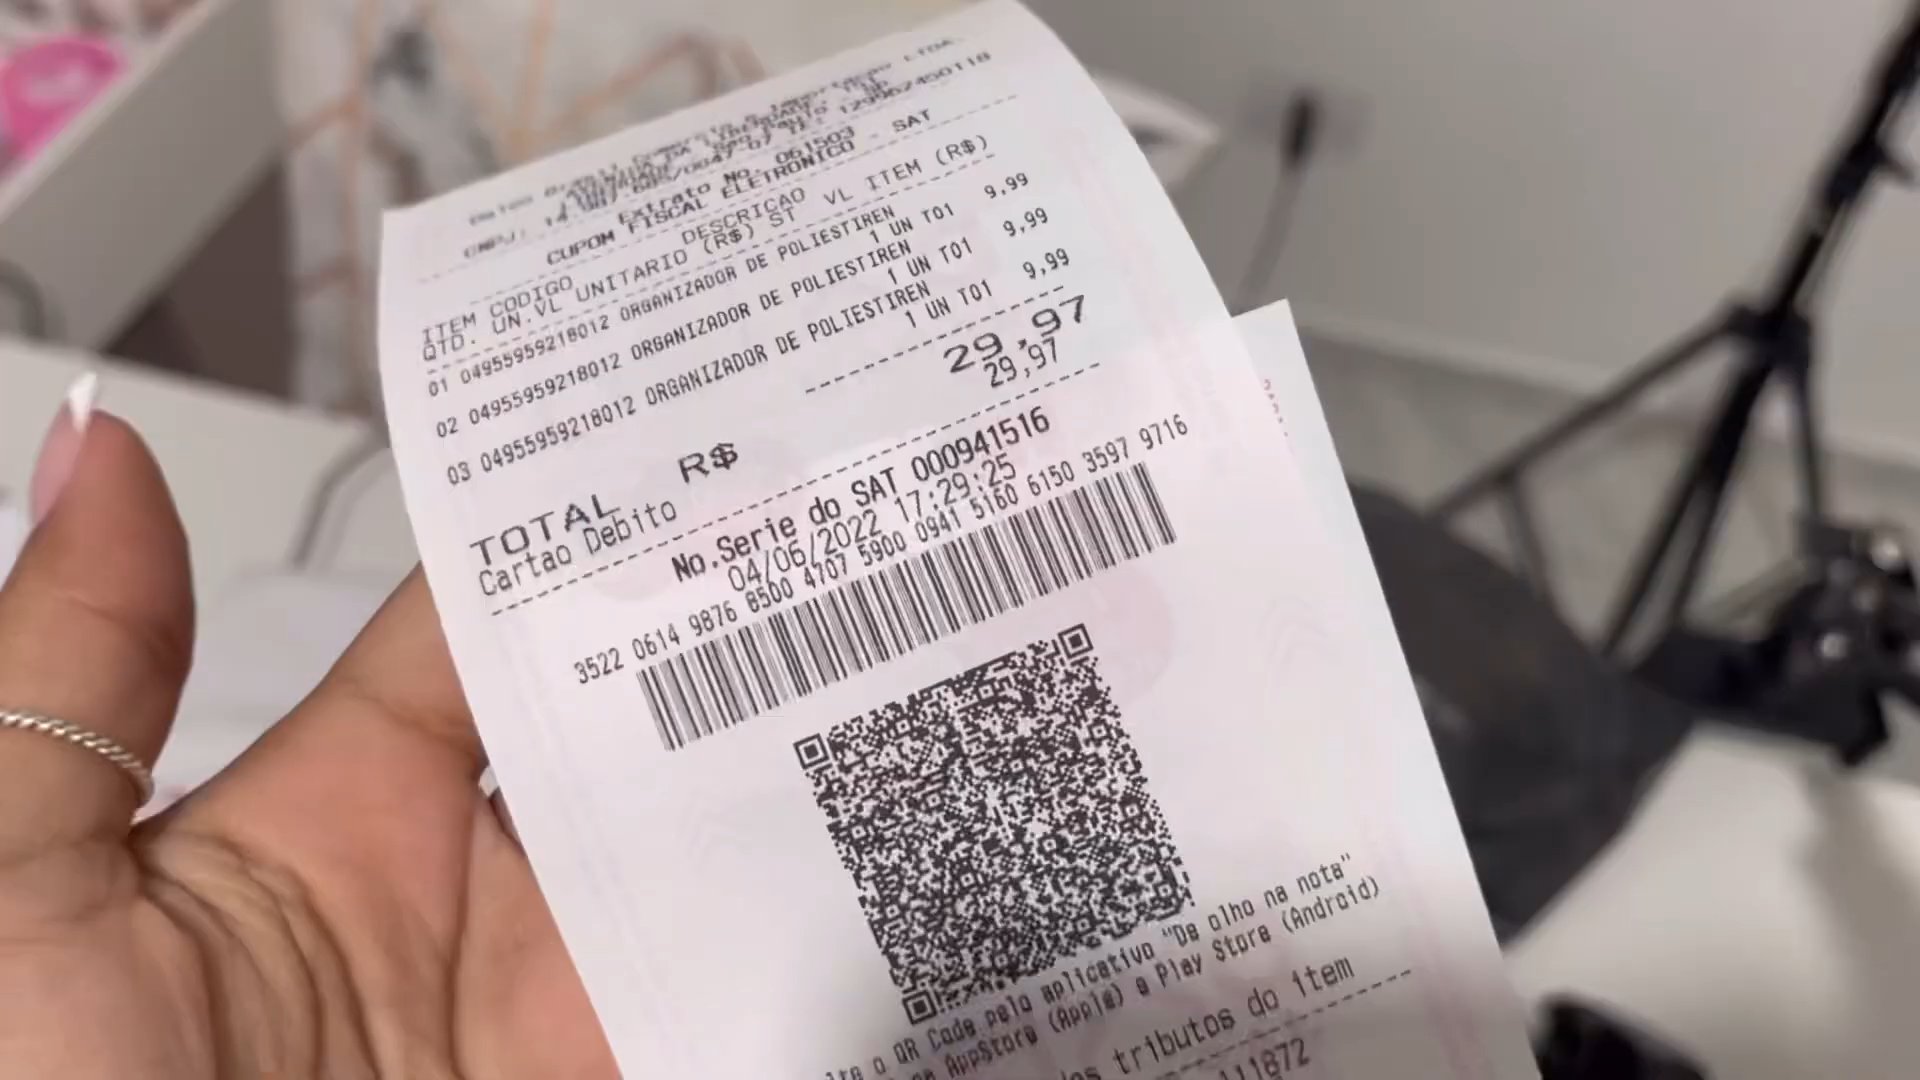 Extrato No. 061503 - SAT
CUPOM FISCAL ELETRONICO
ITEM CODIGO DESCRICAO
QTD. UN.VL UNITARIO (R$) ST VL ITEM (R$)
01 04955959218012 ORGANIZADOR DE POLIESTIREN
1 UN T01 9,99
02 04955959218012 ORGANIZADOR DE POLIESTIREN
1 UN T01 9,99
03 04955959218012 ORGANIZADOR DE POLIESTIREN
1 UN T01 9,99
TOTAL R$ 29,97
Cartao Debito 29,97
No.Serie do SAT 000941516
04/06/2022 17:29:25
3522 0614 9876 8500 4707 5900 0941 5160 6150 3597 9716
o QR Code pelo aplicativo "De olho na nota"
AppStore (Apple) e Play Store (Android)
tributos do item